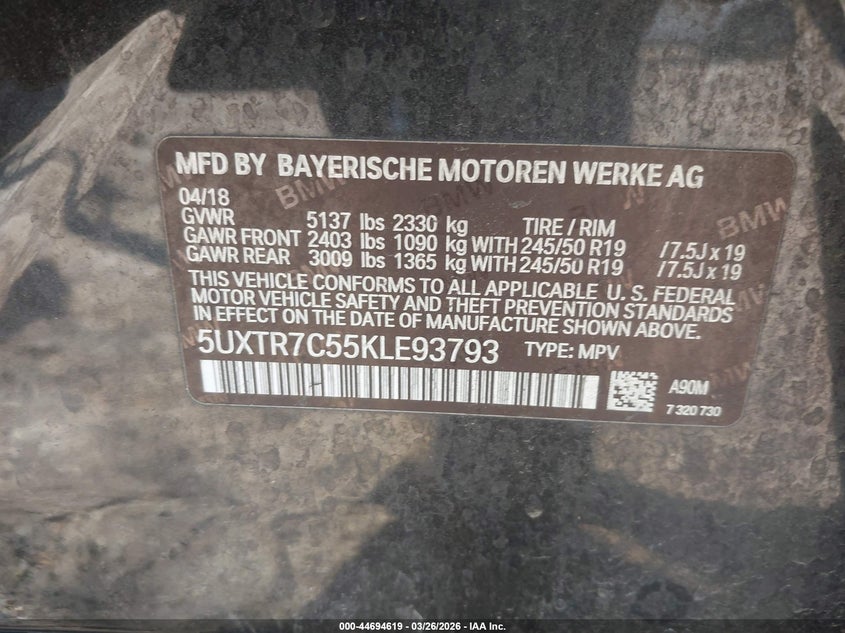 MFD BY BAYERISCHE MOTOREN WERKE AG
04/18
GVWR 5137 lbs 2330 kg TIRE / RIM
GAWR FRONT 2403 lbs 1090 kg WITH 245/50 R19 / 7.5J x 19
GAWR REAR 3009 lbs 1365 kg WITH 245/50 R19 / 7.5J x 19
THIS VEHICLE CONFORMS TO ALL APPLICABLE U. S. FEDERAL
MOTOR VEHICLE SAFETY AND THEFT PREVENTION STANDARDS
IN EFFECT ON THE DATE OF MANUFACTURE SHOWN ABOVE.
5UXTR7C55KLE93793 TYPE: MPV
A90M
7 320 730
000-44694619 | 03/26/2026 - IAA Inc.